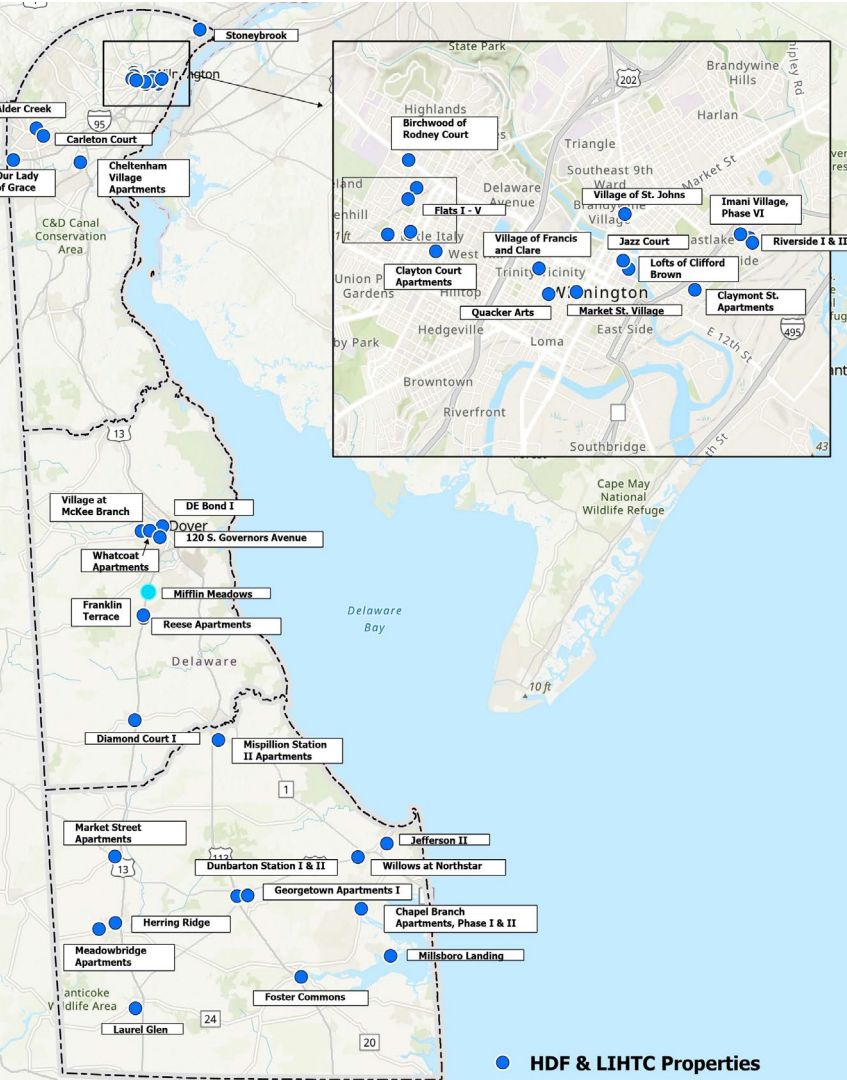 Stoneybrook
Wilmington
State Park
202
Brandywine
Hills
Shipley Rd
Harlan
Highlands
Birchwood of
Rodney Court
Triangle
Southeast 9th
Ward
Market St
Alder Creek
95
Carleton Court
Our Lady
of Grace
Cheltenham
Village
Apartments
Delaware
Avenue
Village of St. Johns
Brandywine
Village
Imani Village,
Phase VI
Flats I - V
Little Italy
Village of Francis
and Clare
Jazz Court
Eastlake
Riverside I & II
C&D Canal
Conservation
Area
Clayton Court
Apartments
West
Trinity Vicinity
Lofts of Clifford
Brown
Union P
Gardens
Hilltop
Wilmington
Claymont St.
Apartments
Quacker Arts
Market St. Village
Hedgeville
Loma
East Side
E 12th St
495
by Park
Browntown
Riverfront
Southbridge
13
Cape May
National
Wildlife Refuge
Village at
McKee Branch
DE Bond I
Dover
120 S. Governors Avenue
Whatcoat
Apartments
Mifflin Meadows
Franklin
Terrace
Reese Apartments
Delaware
Bay
Delaware
10 ft
Diamond Court I
Mispillion Station
II Apartments
1
Market Street
Apartments
Jefferson II
113
13
Dunbarton Station I & II
Willows at Northstar
Georgetown Apartments I
Herring Ridge
Chapel Branch
Apartments, Phase I & II
Meadowbridge
Apartments
Millsboro Landing
Foster Commons
Laurel Glen
24
20
HDF & LIHTC Properties